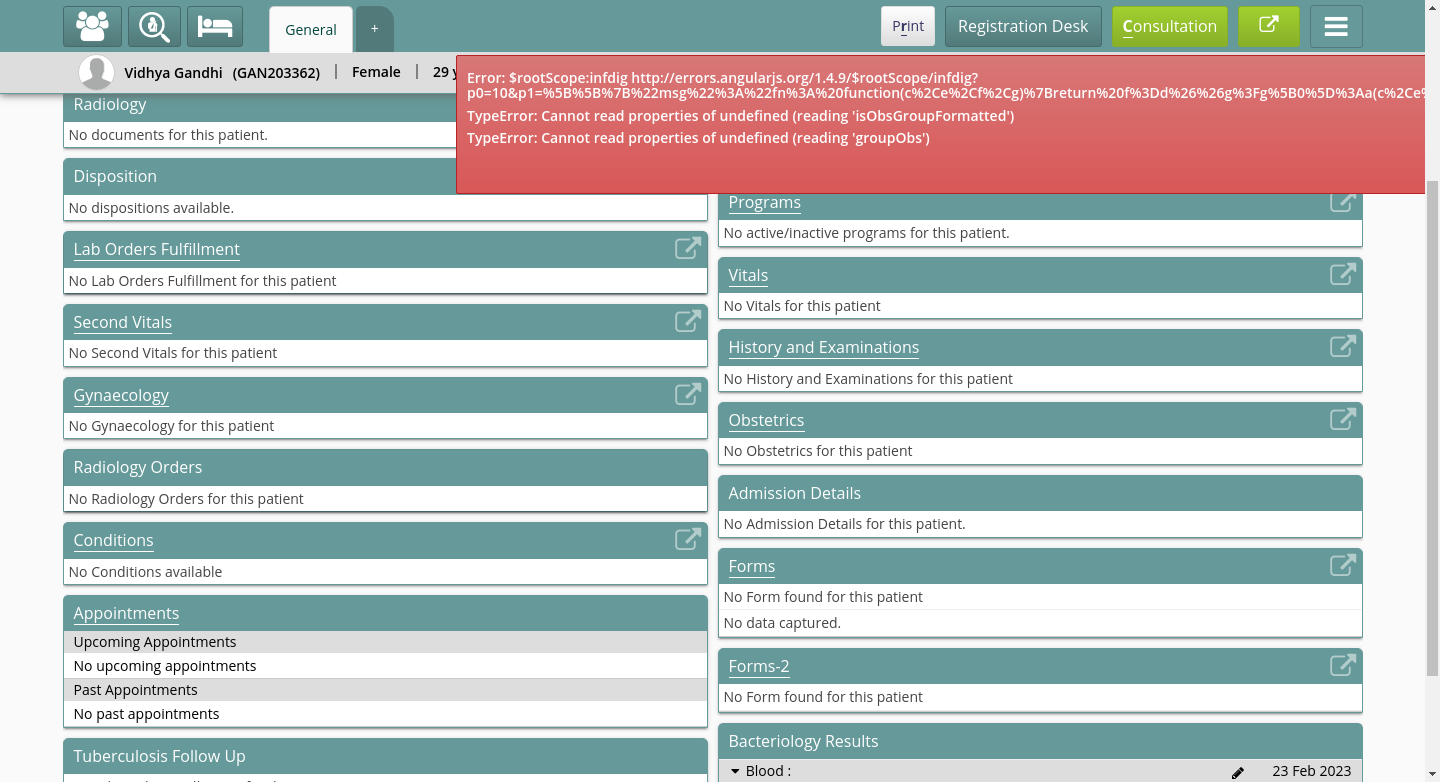 General
+
Print
Registration Desk
Consultation
Vidhya Gandhi (GAN203362) | Female | 29 y
Error: $rootScope:infdig http://errors.angularjs.org/1.4.9/$rootScope/infdig?
p0=10&p1=%5B%5B%7B%22msg%22%3A%22fn%3A%20function(c%2Ce%2Cf%2Cg)%7Breturn%20f%3Dd%26%26g%3Fg%5B0%5D%3Aa(c%2Ce%
TypeError: Cannot read properties of undefined (reading 'isObsGroupFormatted')
TypeError: Cannot read properties of undefined (reading 'groupObs')
Radiology
No documents for this patient.
Disposition
No dispositions available.
Lab Orders Fulfillment
No Lab Orders Fulfillment for this patient
Second Vitals
No Second Vitals for this patient
Gynaecology
No Gynaecology for this patient
Radiology Orders
No Radiology Orders for this patient
Conditions
No Conditions available
Appointments
Upcoming Appointments
No upcoming appointments
Past Appointments
No past appointments
Tuberculosis Follow Up
Programs
No active/inactive programs for this patient.
Vitals
No Vitals for this patient
History and Examinations
No History and Examinations for this patient
Obstetrics
No Obstetrics for this patient
Admission Details
No Admission Details for this patient.
Forms
No Form found for this patient
No data captured.
Forms-2
No Form found for this patient
Bacteriology Results
Blood : 23 Feb 2023